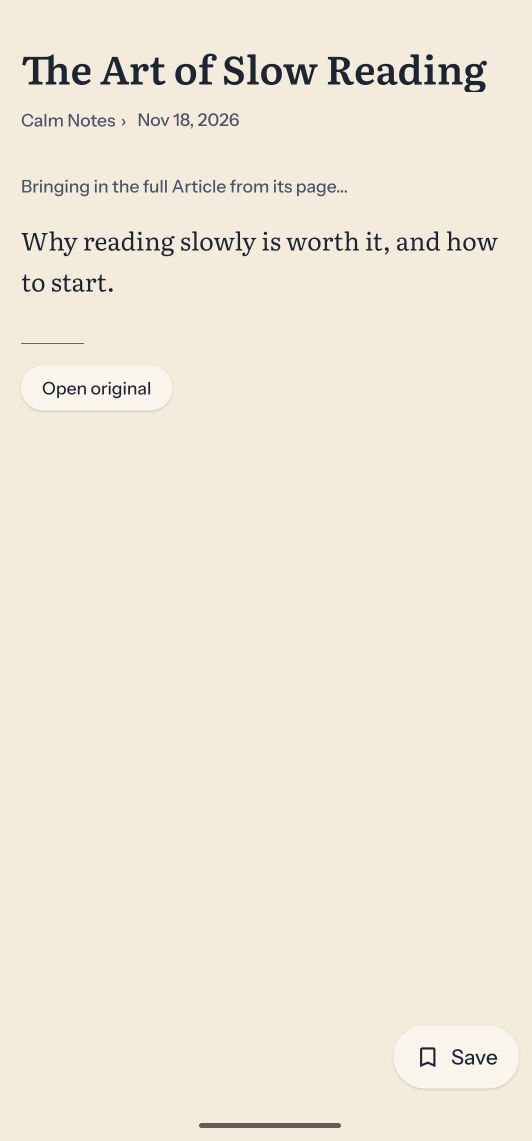 The Art of Slow Reading
Calm Notes › Nov 18, 2026
Bringing in the full Article from its page...
Why reading slowly is worth it, and how
to start.
Open original
Save